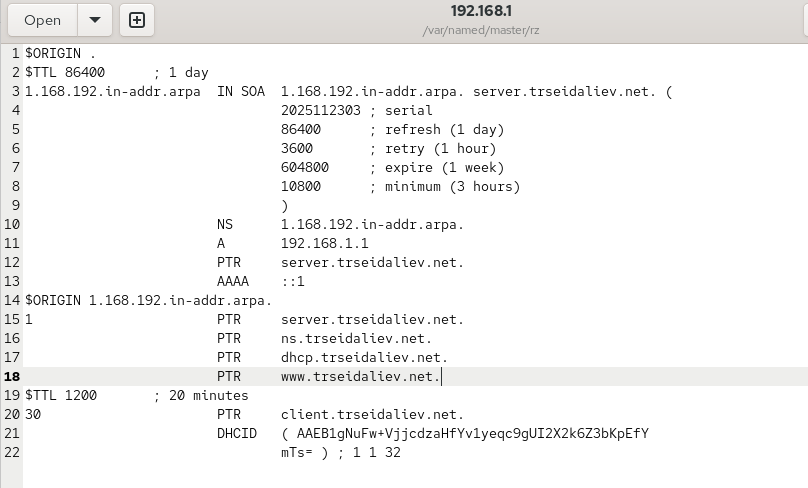 Open
192.168.1
/var/named/master/rz
1 $ORIGIN .
2 $TTL 86400      ; 1 day
3 1.168.192.in-addr.arpa  IN SOA  1.168.192.in-addr.arpa. server.trseidaliev.net. (
4                                 2025112303 ; serial
5                                 86400      ; refresh (1 day)
6                                 3600       ; retry (1 hour)
7                                 604800     ; expire (1 week)
8                                 10800      ; minimum (3 hours)
9                                 )
10                         NS      1.168.192.in-addr.arpa.
11                         A       192.168.1.1
12                         PTR     server.trseidaliev.net.
13                         AAAA    ::1
14 $ORIGIN 1.168.192.in-addr.arpa.
15 1                       PTR     server.trseidaliev.net.
16                         PTR     ns.trseidaliev.net.
17                         PTR     dhcp.trseidaliev.net.
18                         PTR     www.trseidaliev.net.
19 $TTL 1200       ; 20 minutes
20 30                      PTR     client.trseidaliev.net.
21                         DHCID   ( AAEB1gNuFw+VjjcdzaHfYv1yeqc9gUI2X2k6Z3bKpEfY
22                                 mTs= ) ; 1 1 32